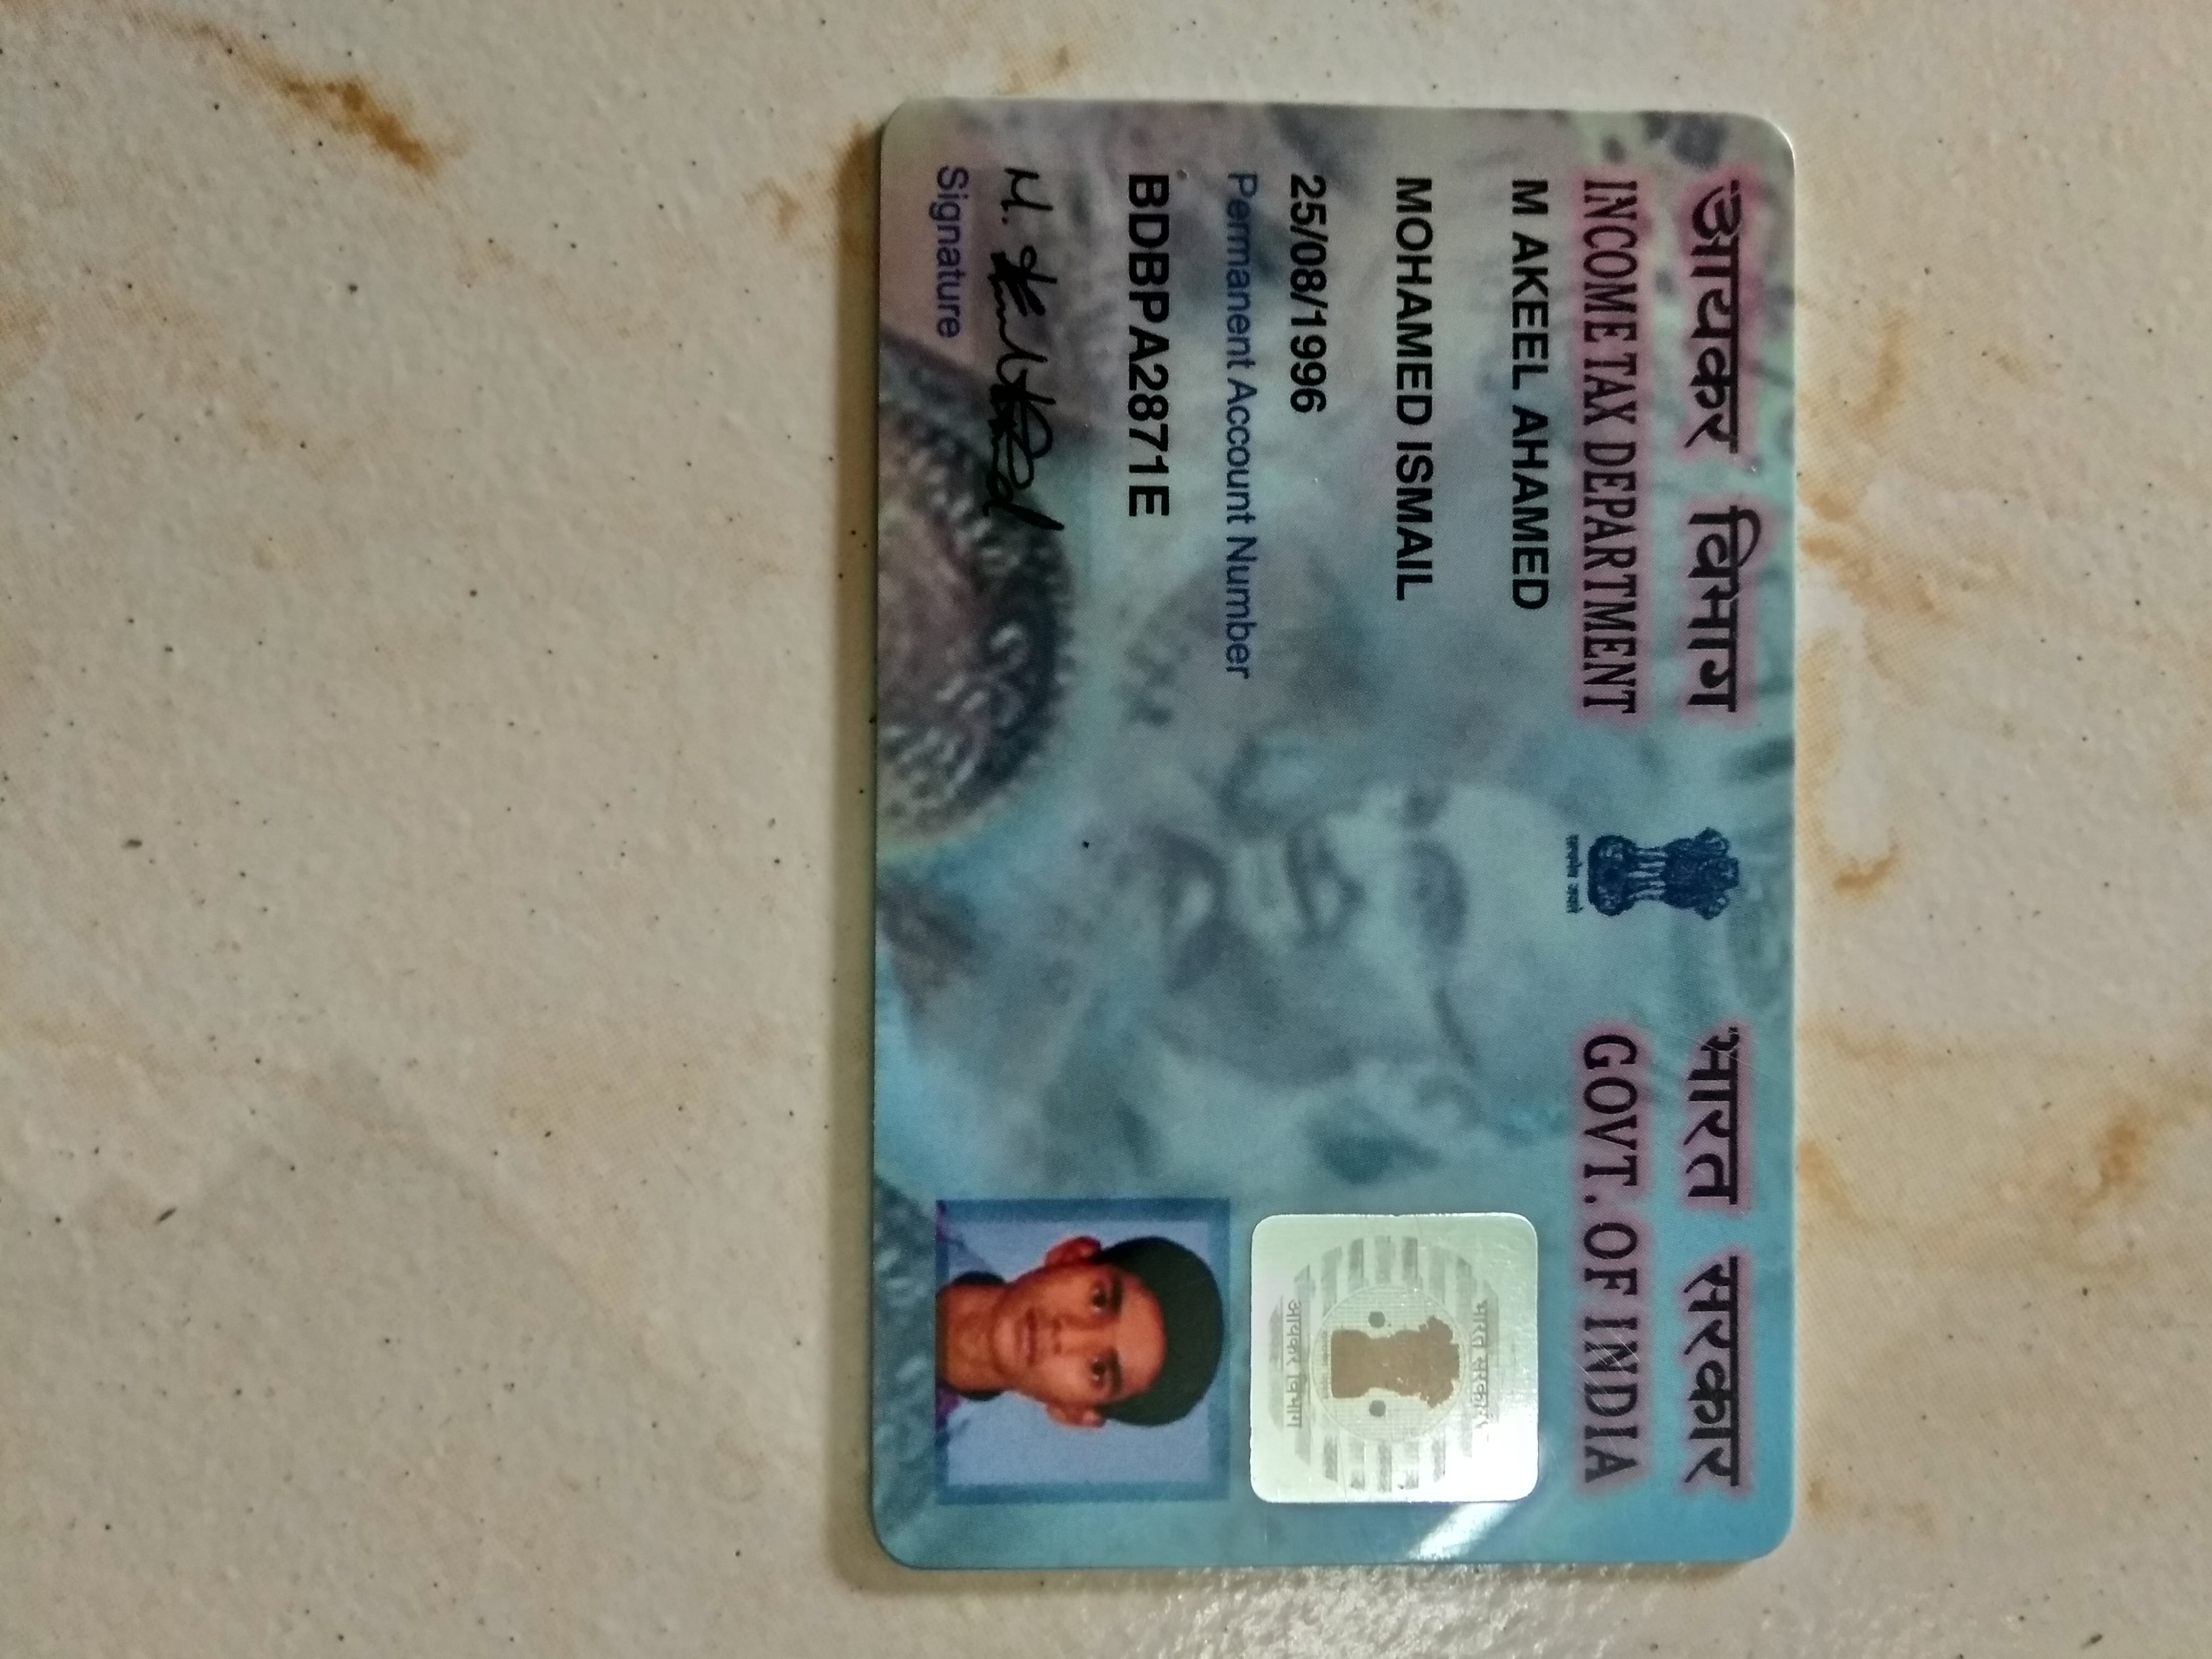 आयकर विभाग
INCOME TAX DEPARTMENT
सत्यमेव जयते
भारत सरकार
GOVT. OF INDIA
M AKEEL AHAMED
MOHAMED ISMAIL
25/08/1996
Permanent Account Number
BDBPA2871E
Signature
भारत सरकार
आयकर विभाग